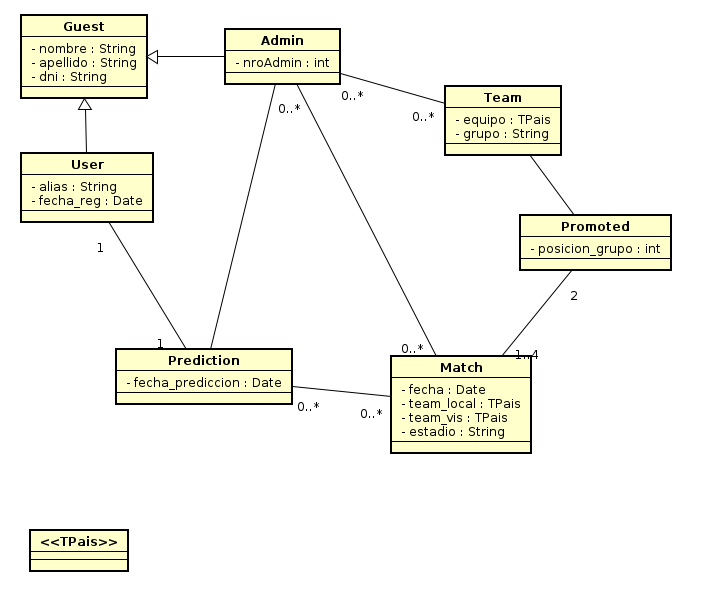 Guest
- nombre : String
- apellido : String
- dni : String
Admin
- nroAdmin : int
0..*
0..*
0..*
Team
- equipo : TPais
- grupo : String
User
- alias : String
- fecha_reg : Date
1
Promoted
- posicion_grupo : int
2
1
0..*
1..4
Prediction
- fecha_prediccion : Date
0..*
0..*
Match
- fecha : Date
- team_local : TPais
- team_vis : TPais
- estadio : String
<<TPais>>